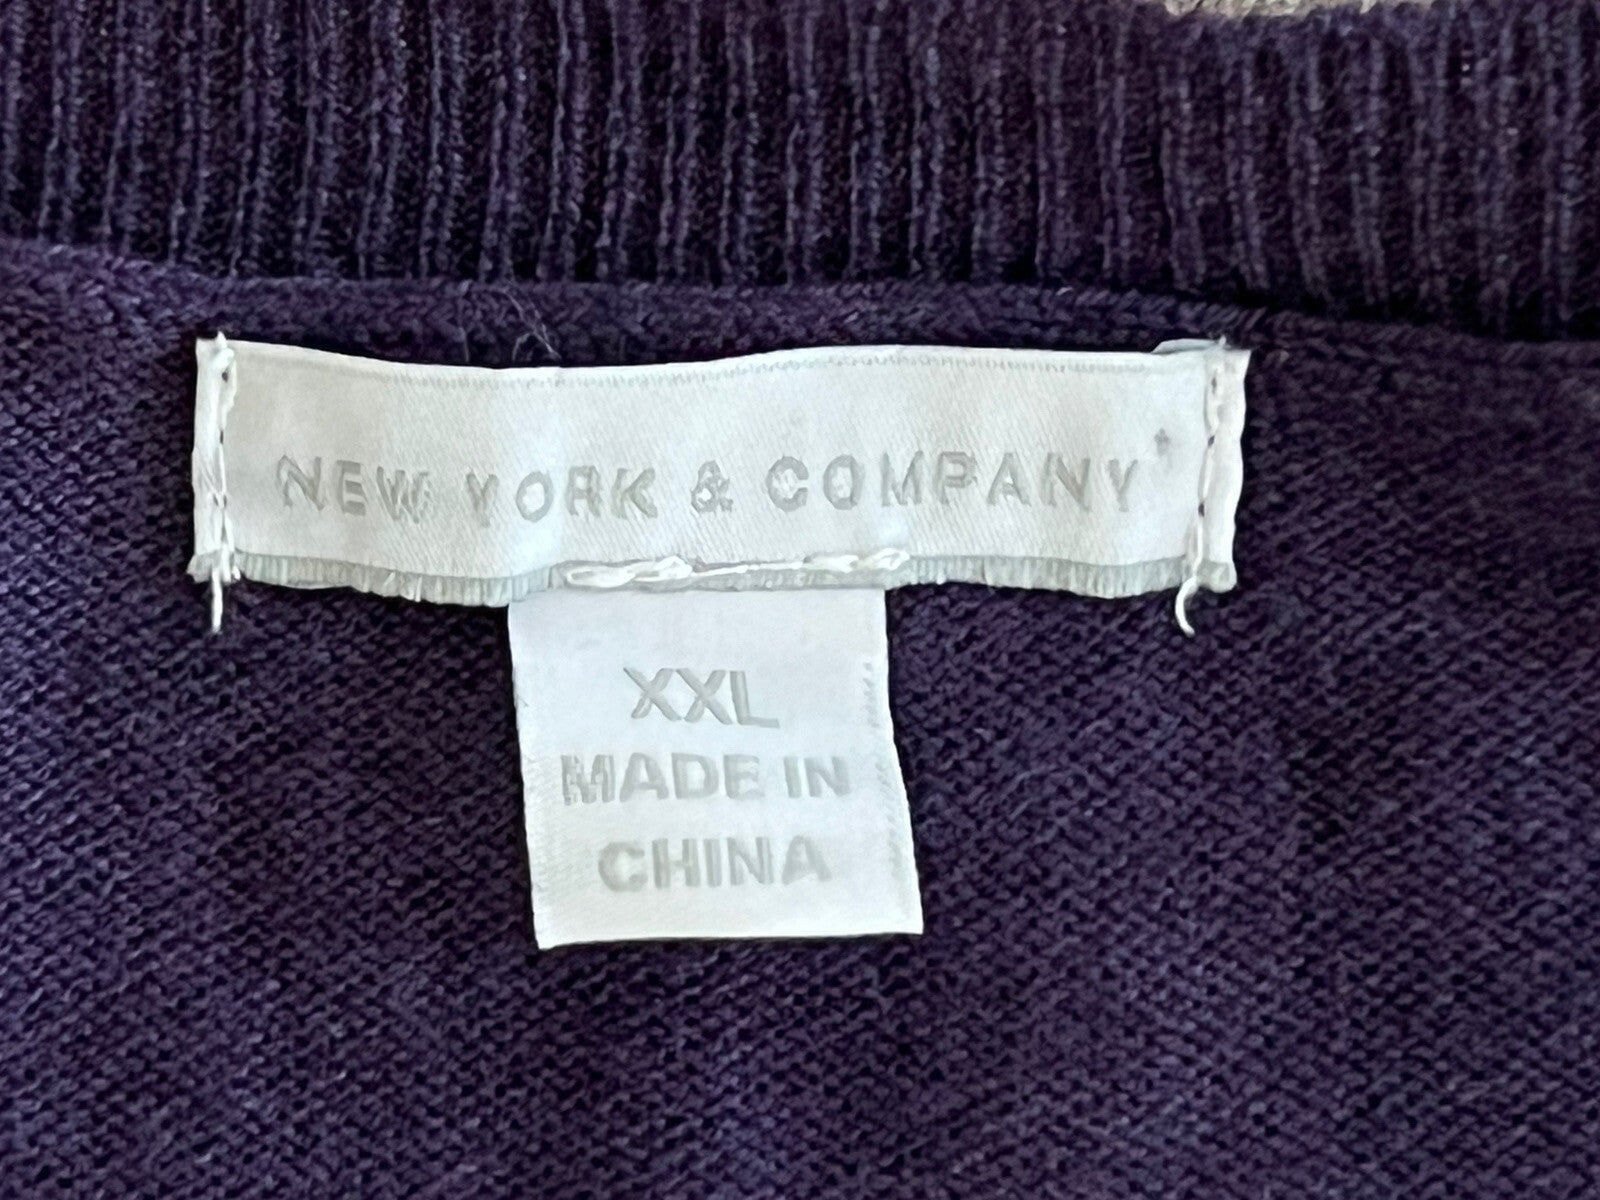 NEW YORK & COMPANY
XXL
MADE IN
CHINA